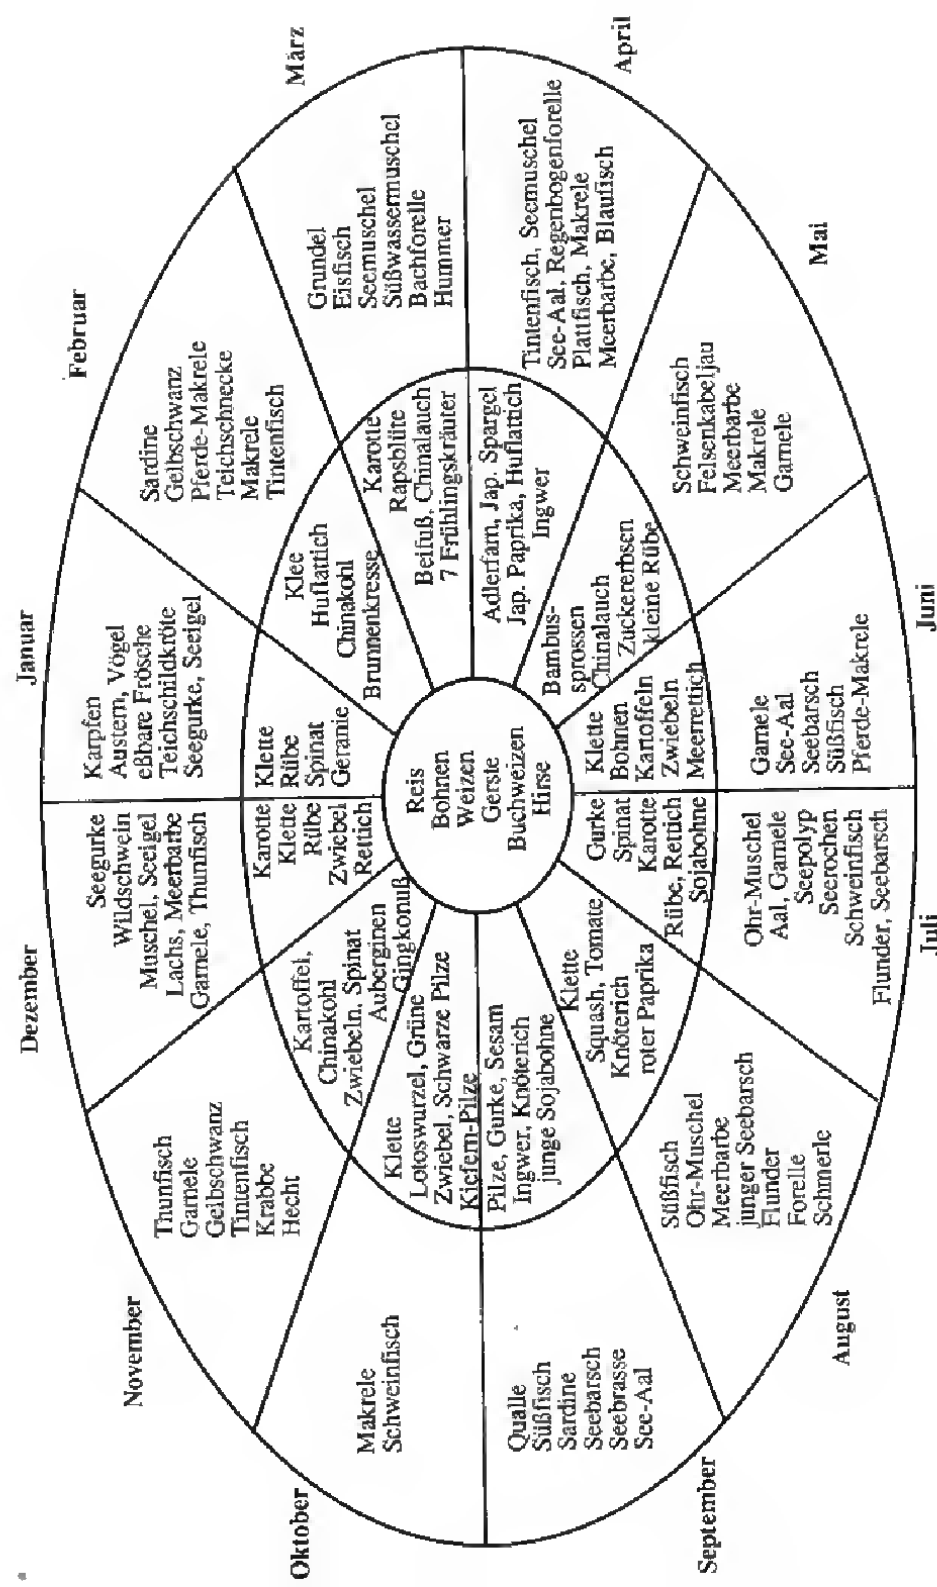 Januar
Karpfen
Austern, Vögel
eßbare Frösche
Teichschildkröte
Seegurke, Seeigel
Klette
Rübe
Spinat
Geranie
Februar
Sardine
Gelbschwanz
Pferde-Makrele
Teichschnecke
Makrele
Tintenfisch
Klee
Huflattich
Chinakohl
Brunnenkresse
März
Grundel
Eisfisch
Seemuschel
Süßwassermuschel
Bachforelle
Hummer
Karotte
Rapsblüte
Beifuß, Chinalauch
7 Frühlingskräuter
April
Tintenfisch, Seemuschel
See-Aal, Regenbogenforelle
Plattfisch, Makrele
Meerbarbe, Blaufisch
Adlerfarn, Jap. Spargel
Jap. Paprika, Huflattich
Ingwer
Mai
Schweinfisch
Felsenkabeljau
Meerbarbe
Makrele
Garnele
Bambus-
sprossen
Chinalauch
Zuckererbsen
kleine Rübe
Juni
Garnele
See-Aal
Seebarsch
Süßfisch
Pferde-Makrele
Klette
Bohnen
Kartoffeln
Zwiebeln
Meerrettich
Juli
Ohr-Muschel
Aal, Garnele
Seepolyp
Seerochen
Schweinfisch
Flunder, Seebarsch
Gurke
Spinat
Karotte
Rübe, Rettich
Sojabohne
August
Süßfisch
Ohr-Muschel
Meerbarbe
junger Seebarsch
Flunder
Forelle
Schmerle
Klette
Squash, Tomate
Knöterich
roter Paprika
September
Qualle
Süßfisch
Sardine
Seebarsch
Seebrasse
See-Aal
Pilze, Gurke, Sesam
Ingwer, Knöterich
junge Sojabohne
Oktober
Makrele
Schweinfisch
Klette
Lotoswurzel, Grüne
Zwiebel, Schwarze Pilze
Kiefern-Pilze
November
Thunfisch
Garnele
Gelbschwanz
Tintenfisch
Krabbe
Hecht
Kartoffel,
Chinakohl
Zwiebeln, Spinat
Auberginen
Gingkonuß
Dezember
Seegurke
Wildschwein
Muschel, Seeigel
Lachs, Meerbarbe
Garnele, Thunfisch
Karotte
Klette
Rübe
Zwiebel
Rettich
Reis
Bohnen
Weizen
Gerste
Buchweizen
Hirse